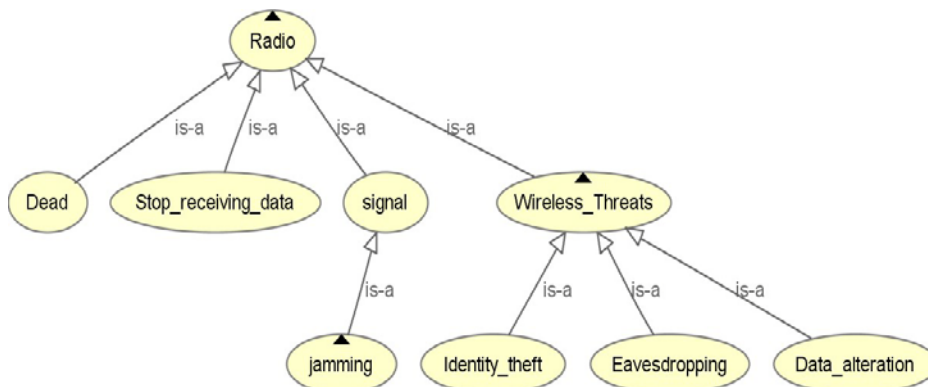 Radio
is-a is-a is-a is-a
Dead Stop_receiving_data signal Wireless_Threats
is-a is-a is-a is-a
jamming Identity_theft Eavesdropping Data_alteration